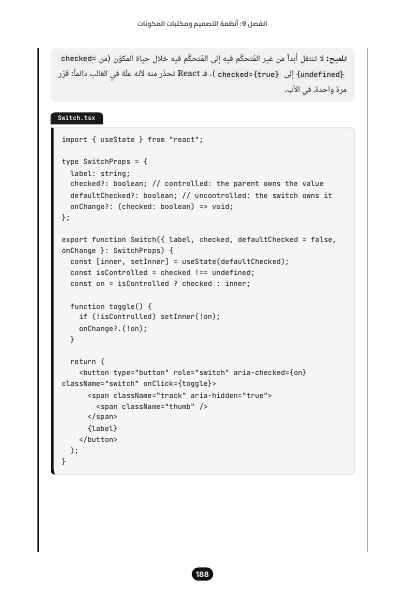 الفصل 9: أنظمة التصميم ومكتبات المكونات
تلميح: لا تنتقل أبداً من غير المُتحكَّم فيه إلى المُتحكَّم فيه خلال حياة المكوّن (من checked=
{undefined} إلى checked={true}). فـ React تحذر منه لأنه علّة في الغالب دائماً: قرّر
مرة واحدة، في الأب.
Switch.tsx
import { useState } from "react";
type SwitchProps = {
  label: string;
  checked?: boolean; // controlled: the parent owns the value
  defaultChecked?: boolean; // uncontrolled: the switch owns it
  onChange?: (checked: boolean) => void;
};
export function Switch({ label, checked, defaultChecked = false,
onChange }: SwitchProps) {
  const [inner, setInner] = useState(defaultChecked);
  const isControlled = checked !== undefined;
  const on = isControlled ? checked : inner;
  function toggle() {
    if (!isControlled) setInner(!on);
    onChange?.(!on);
  }
  return (
    <button type="button" role="switch" aria-checked={on}
className="switch" onClick={toggle}>
      <span className="track" aria-hidden="true">
        <span className="thumb" />
      </span>
      {label}
    </button>
  );
}
188